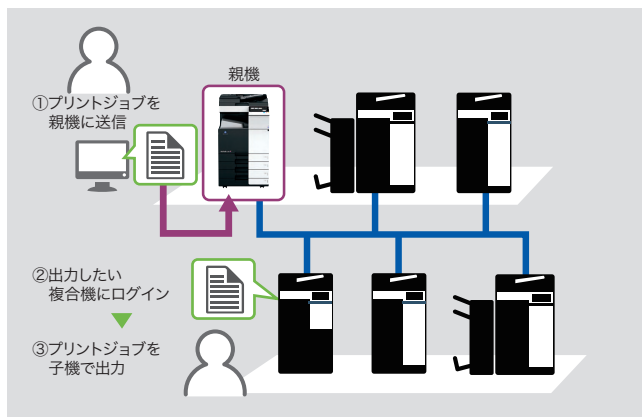 親機
①プリントジョブを
親機に送信
②出力したい
複合機にログイン
③プリントジョブを
子機で出力